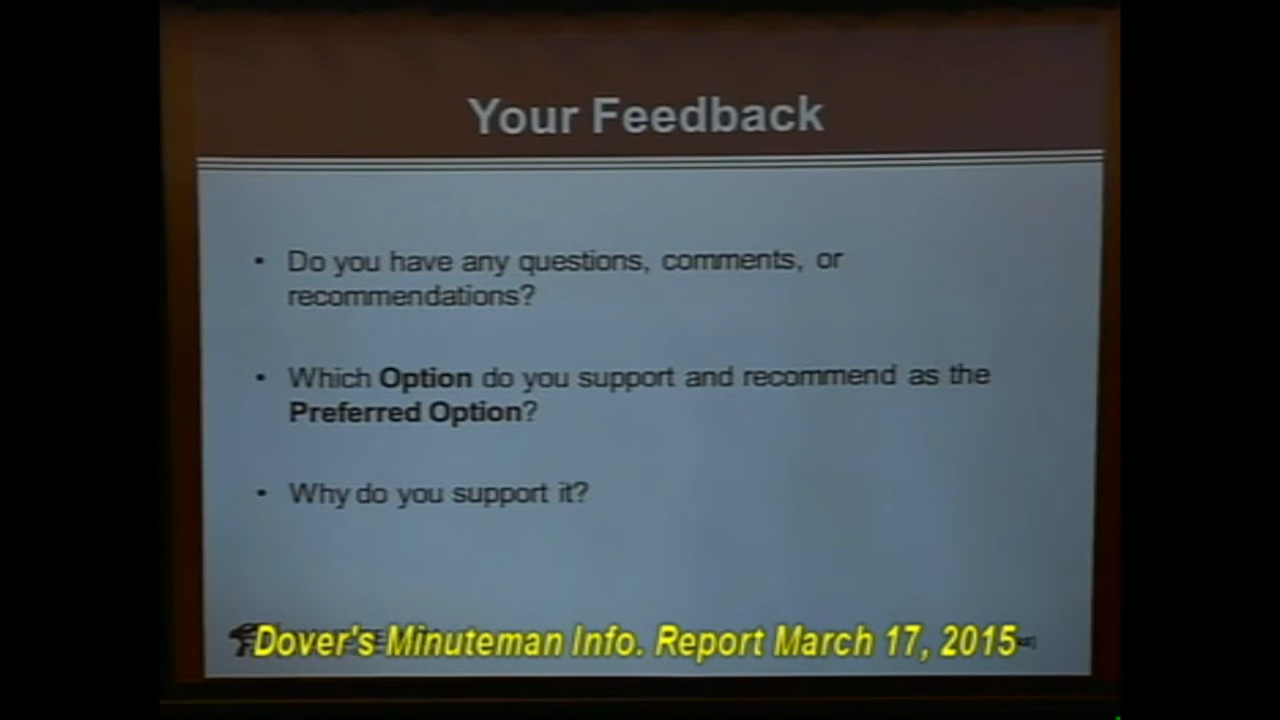 Your Feedback
• Do you have any questions, comments, or
recommendations?
• Which Option do you support and recommend as the
Preferred Option?
• Why do you support it?
Dover's Minuteman Info. Report March 17, 2015